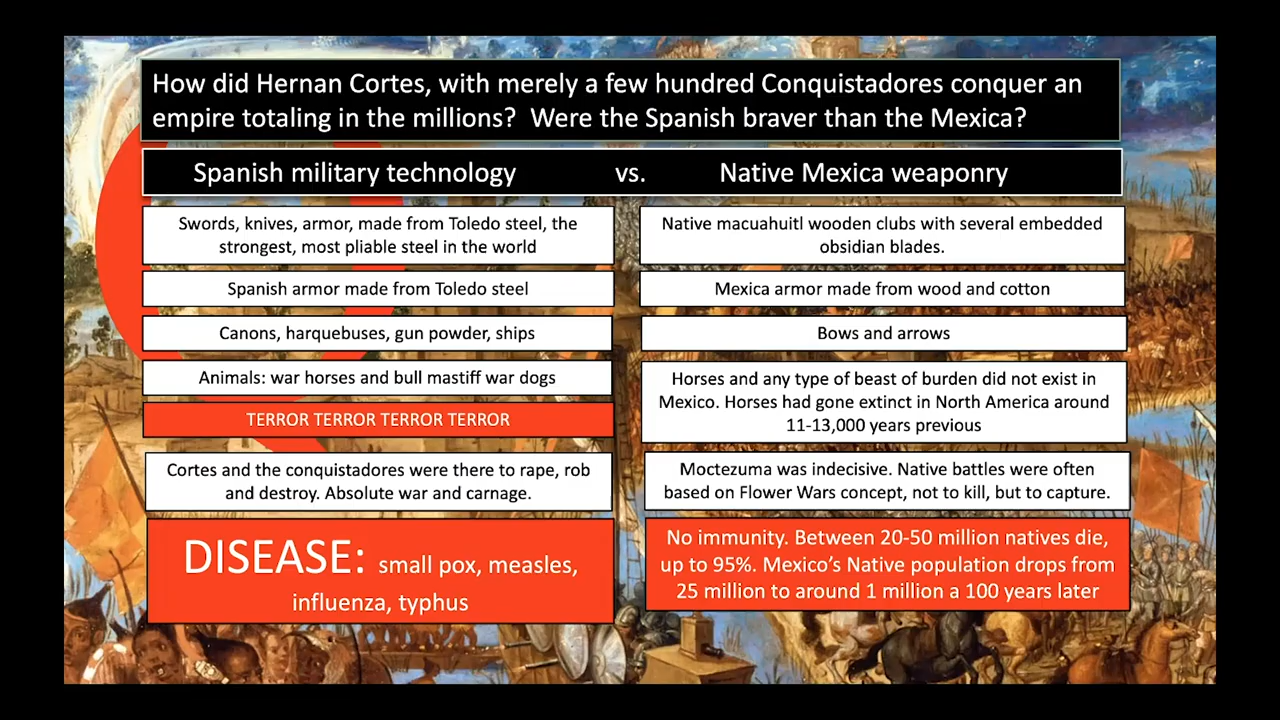 How did Hernan Cortes, with merely a few hundred Conquistadores conquer an
empire totaling in the millions? Were the Spanish braver than the Mexica?
Spanish military technology vs. Native Mexica weaponry
Swords, knives, armor, made from Toledo steel, the
strongest, most pliable steel in the world
Native macuahuitl wooden clubs with several embedded
obsidian blades.
Spanish armor made from Toledo steel
Mexica armor made from wood and cotton
Canons, harquebuses, gun powder, ships
Bows and arrows
Animals: war horses and bull mastiff war dogs
Horses and any type of beast of burden did not exist in
Mexico. Horses had gone extinct in North America around
11-13,000 years previous
TERROR TERROR TERROR TERROR
Cortes and the conquistadores were there to rape, rob
and destroy. Absolute war and carnage.
Moctezuma was indecisive. Native battles were often
based on Flower Wars concept, not to kill, but to capture.
DISEASE: small pox, measles,
influenza, typhus
No immunity. Between 20-50 million natives die,
up to 95%. Mexico's Native population drops from
25 million to around 1 million a 100 years later